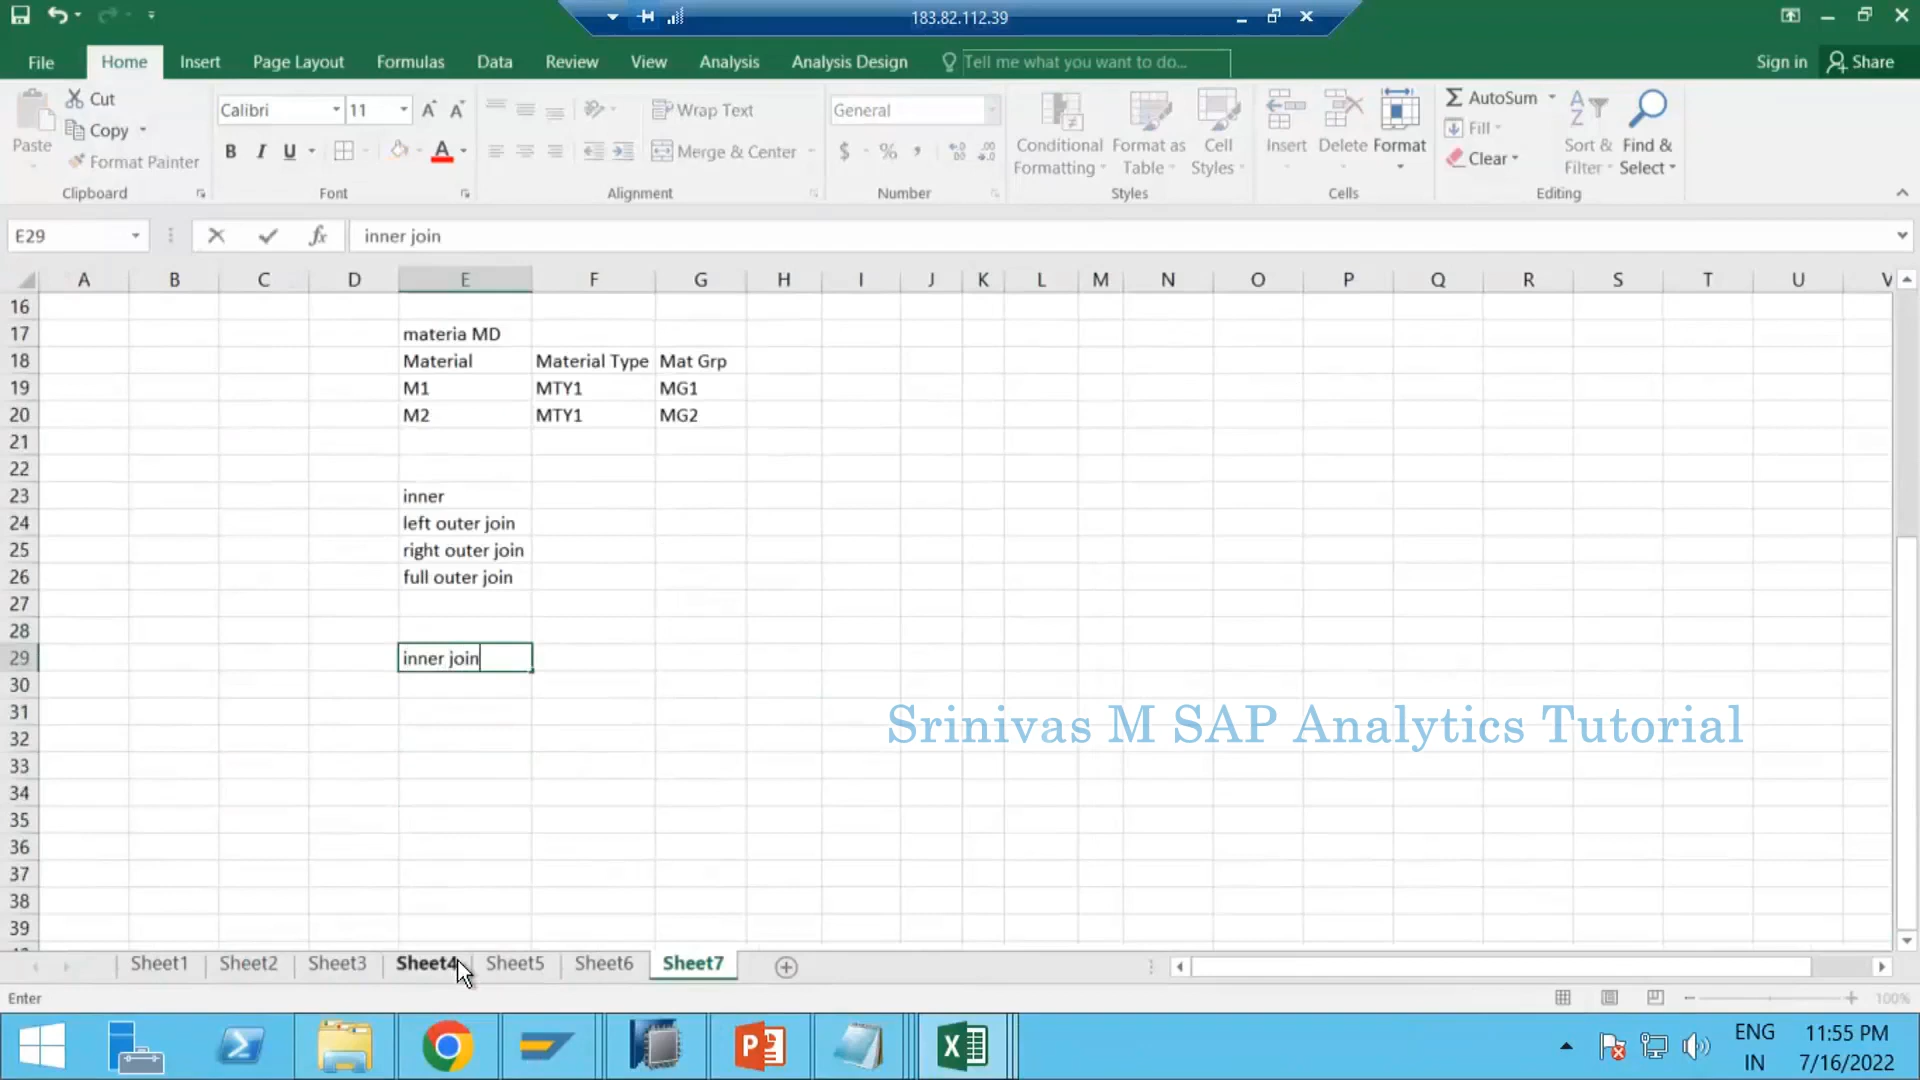 183.82.112.39
File Home Insert Page Layout Formulas Data Review View Analysis Analysis Design Tell me what you want to do... Sign in Share
Paste Cut Copy Format Painter Clipboard
Calibri 11 B I U A Font
Wrap Text Merge & Center Alignment
General $ % , Number
Conditional Formatting Format as Table Cell Styles Styles
Insert Delete Format Cells
AutoSum Fill Clear Sort & Filter Find & Select Editing
E29 fx inner join
A B C D E F G H I J K L M N O P Q R S T U V
16
17 materia MD
18 Material Material Type Mat Grp
19 M1 MTY1 MG1
20 M2 MTY1 MG2
21
22
23 inner
24 left outer join
25 right outer join
26 full outer join
27
28
29 inner join
30
31
Srinivas M SAP Analytics Tutorial
32
33
34
35
36
37
38
39
Sheet1 Sheet2 Sheet3 Sheet4 Sheet5 Sheet6 Sheet7
Enter 100%
ENG 11:55 PM
IN 7/16/2022